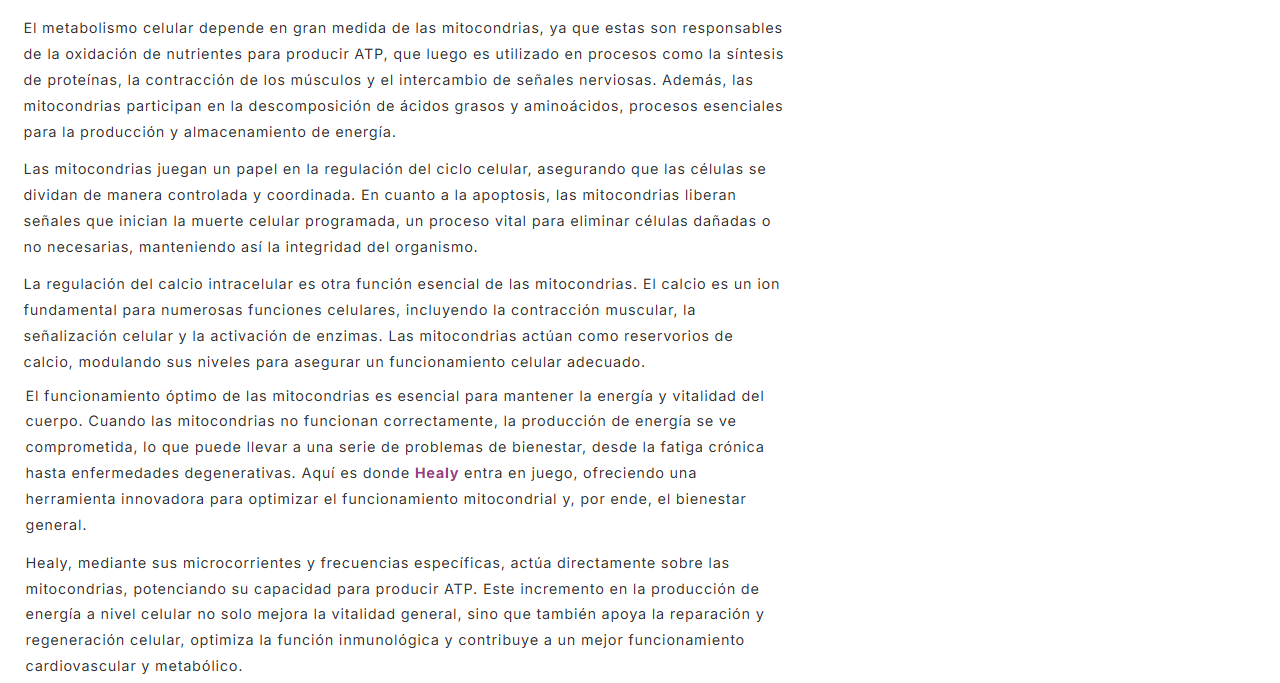 El metabolismo celular depende en gran medida de las mitocondrias, ya que estas son responsables
de la oxidación de nutrientes para producir ATP, que luego es utilizado en procesos como la síntesis
de proteínas, la contracción de los músculos y el intercambio de señales nerviosas. Además, las
mitocondrias participan en la descomposición de ácidos grasos y aminoácidos, procesos esenciales
para la producción y almacenamiento de energía.
Las mitocondrias juegan un papel en la regulación del ciclo celular, asegurando que las células se
dividan de manera controlada y coordinada. En cuanto a la apoptosis, las mitocondrias liberan
señales que inician la muerte celular programada, un proceso vital para eliminar células dañadas o
no necesarias, manteniendo así la integridad del organismo.
La regulación del calcio intracelular es otra función esencial de las mitocondrias. El calcio es un ion
fundamental para numerosas funciones celulares, incluyendo la contracción muscular, la
señalización celular y la activación de enzimas. Las mitocondrias actúan como reservorios de
calcio, modulando sus niveles para asegurar un funcionamiento celular adecuado.
El funcionamiento óptimo de las mitocondrias es esencial para mantener la energía y vitalidad del
cuerpo. Cuando las mitocondrias no funcionan correctamente, la producción de energía se ve
comprometida, lo que puede llevar a una serie de problemas de bienestar, desde la fatiga crónica
hasta enfermedades degenerativas. Aquí es donde Healy entra en juego, ofreciendo una
herramienta innovadora para optimizar el funcionamiento mitocondrial y, por ende, el bienestar
general.
Healy, mediante sus microcorrientes y frecuencias específicas, actúa directamente sobre las
mitocondrias, potenciando su capacidad para producir ATP. Este incremento en la producción de
energía a nivel celular no solo mejora la vitalidad general, sino que también apoya la reparación y
regeneración celular, optimiza la función inmunológica y contribuye a un mejor funcionamiento
cardiovascular y metabólico.